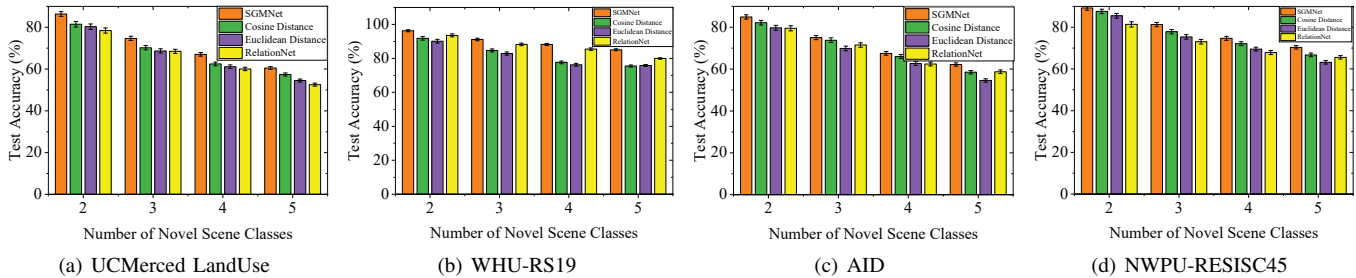 SGMNet
Cosine Distance
Euclidean Distance
RelationNet
Test Accuracy (%)
80
60
40
20
0
2 3 4 5
Number of Novel Scene Classes
(a) UCMerced LandUse
SGMNet
Cosine Distance
Euclidean Distance
RelationNet
Test Accuracy (%)
100
80
60
40
20
0
2 3 4 5
Number of Novel Scene Classes
(b) WHU-RS19
SGMNet
Cosine Distance
Euclidean Distance
RelationNet
Test Accuracy (%)
80
60
40
20
0
2 3 4 5
Number of Novel Scene Classes
(c) AID
SGMNet
Cosine Distance
Euclidean Distance
RelationNet
Test Accuracy (%)
80
60
40
20
0
2 3 4 5
Number of Novel Scene Classes
(d) NWPU-RESISC45